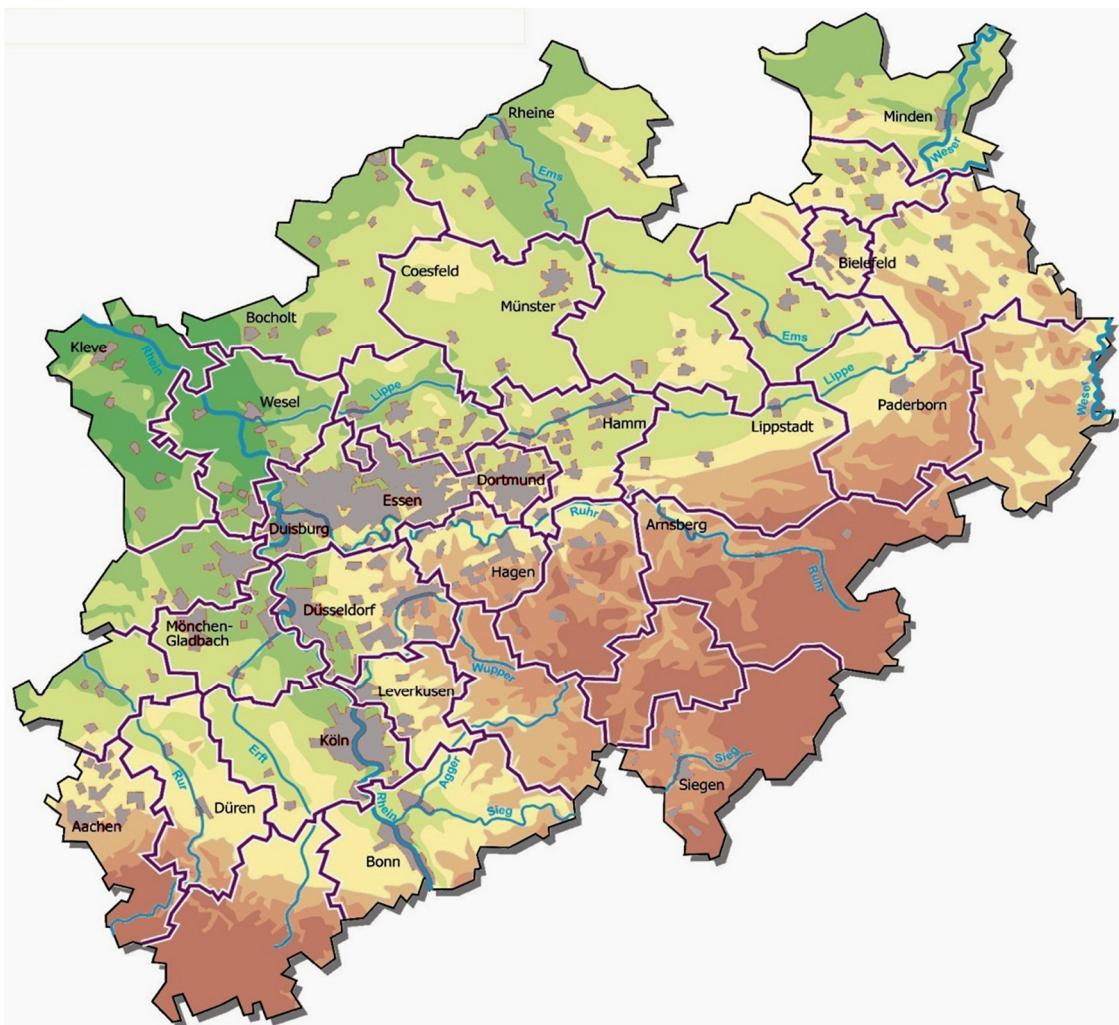 Rheine
Minden
Weser
Ems
Coesfeld
Bielefeld
Münster
Bocholt
Ems
Kleve
Rhein
Lippe
Weser
Wesel
Lippe
Paderborn
Hamm
Lippstadt
Dortmund
Essen
Ruhr
Duisburg
Arnsberg
Hagen
Ruhr
Düsseldorf
Mönchen-
Gladbach
Wupper
Leverkusen
Köln
Erft
Agger
Sieg
Rur
Siegen
Rhein
Düren
Sieg
Aachen
Bonn